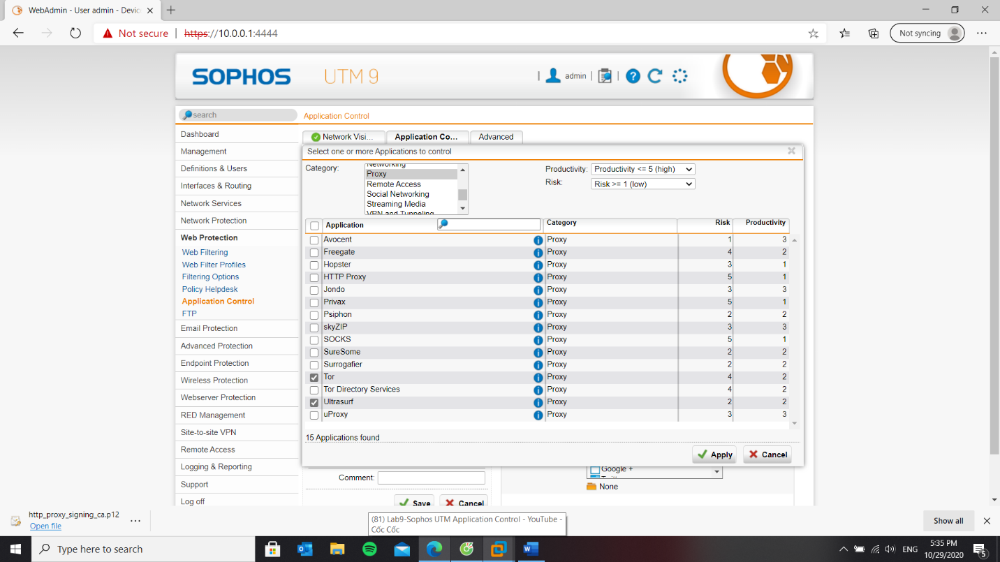 WebAdmin - User admin - Devic
Not secure | https://10.0.0.1:4444
Not syncing
SOPHOS UTM 9
| admin | |
search
Application Control
Dashboard
Management
Definitions & Users
Interfaces & Routing
Network Services
Network Protection
Web Protection
Web Filtering
Web Filter Profiles
Filtering Options
Policy Helpdesk
Application Control
FTP
Email Protection
Advanced Protection
Endpoint Protection
Wireless Protection
Webserver Protection
RED Management
Site-to-site VPN
Remote Access
Logging & Reporting
Support
Log off
Network Visi... Application Co... Advanced
Select one or more Applications to control
Category:
Networking
Proxy
Remote Access
Social Networking
Streaming Media
VPN and Tunneling
Productivity: Productivity <= 5 (high)
Risk: Risk >= 1 (low)
Application Category Risk Productivity
Avocent Proxy 1 3
Freegate Proxy 4 2
Hopster Proxy 3 1
HTTP Proxy Proxy 5 1
Jondo Proxy 3 3
Privax Proxy 5 1
Psiphon Proxy 2 2
skyZIP Proxy 3 3
SOCKS Proxy 5 1
SureSome Proxy 2 2
Surrogafier Proxy 2 2
Tor Proxy 4 2
Tor Directory Services Proxy 4 2
Ultrasurf Proxy 2 2
uProxy Proxy 3 3
15 Applications found
Apply Cancel
Google +
Comment:
None
Save Cancel
http_proxy_signing_ca.p12
Open file
(81) Lab9-Sophos UTM Application Control - YouTube -
Cốc Cốc
Show all
Type here to search
ENG
5:35 PM
10/29/2020
5